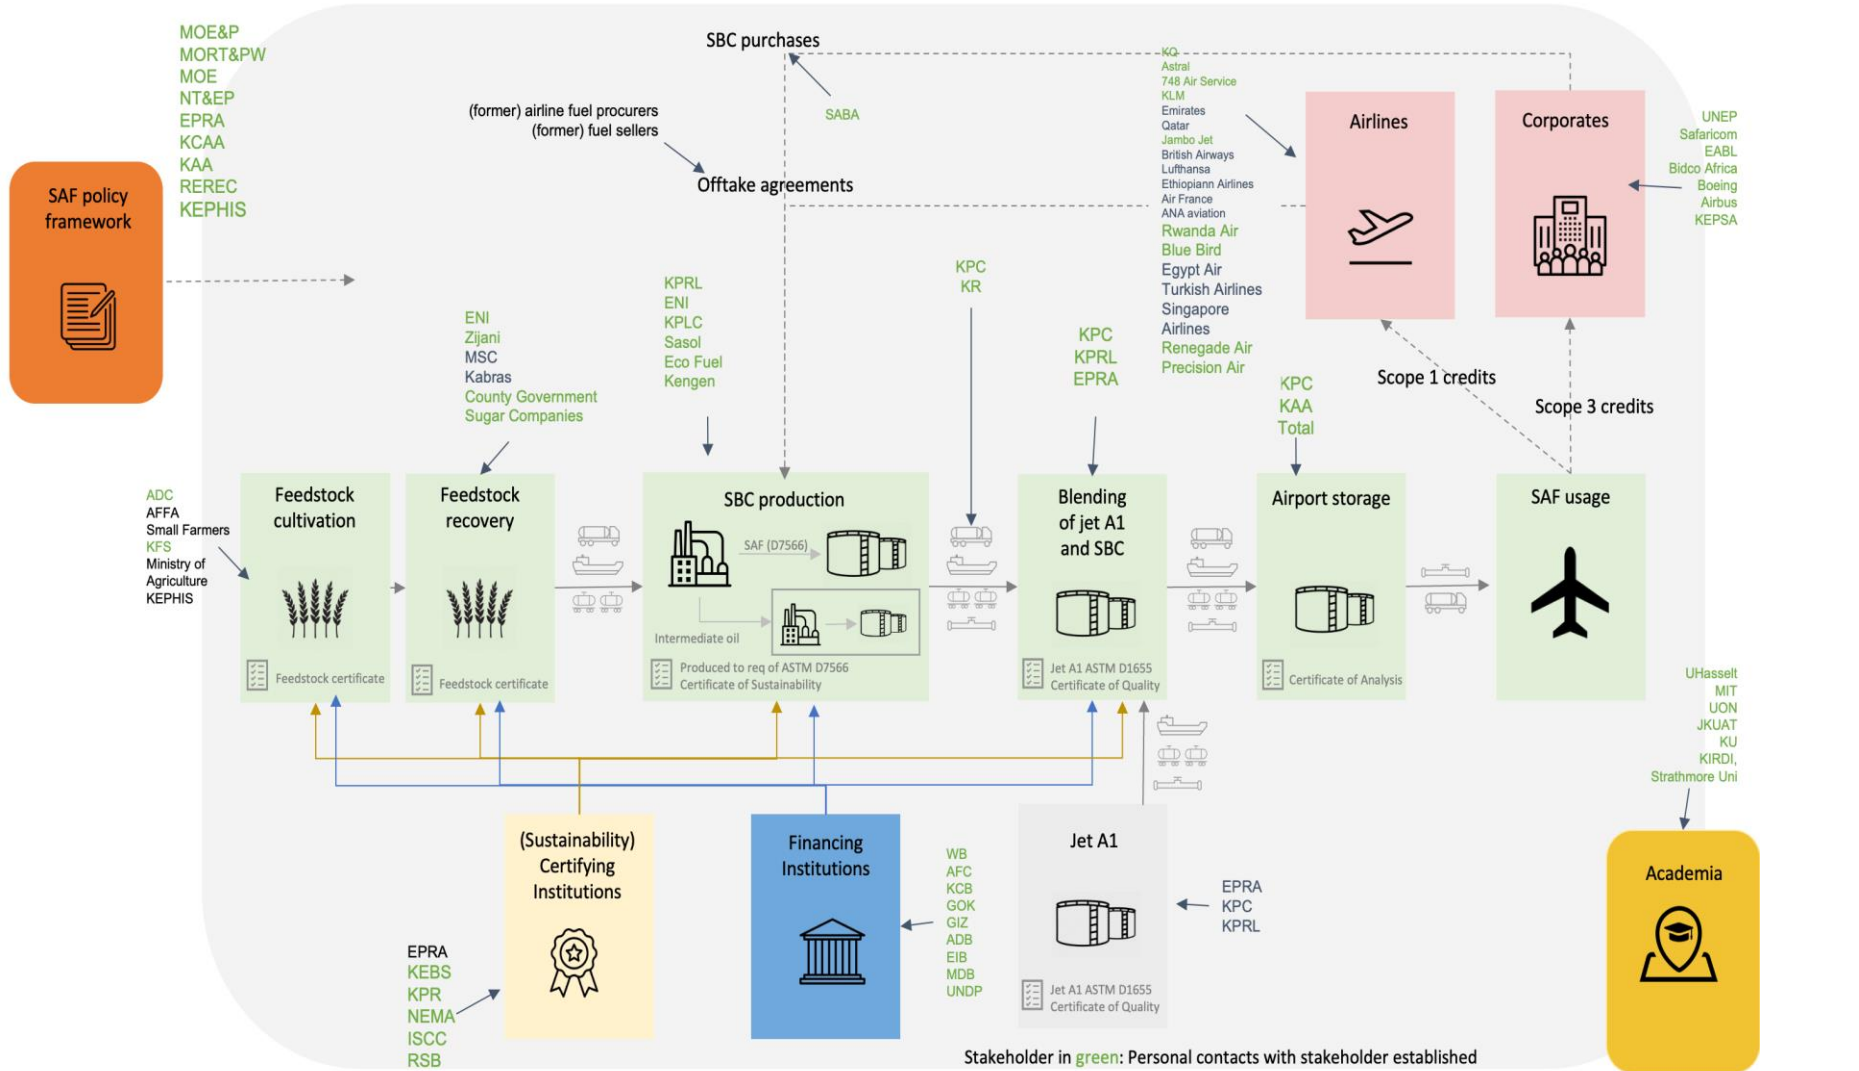 MOE&P
MORT&PW
MOE
NT&EP
EPRA
KCAA
KAA
REREC
KEPHIS
SAF policy
framework
SBC purchases
SABA
(former) airline fuel procurers
(former) fuel sellers
Offtake agreements
KQ
Astral
748 Air Service
KLM
Emirates
Qatar
Jambo Jet
British Airways
Lufthansa
Ethiopiann Airlines
Air France
ANA aviation
Rwanda Air
Blue Bird
Egypt Air
Turkish Airlines
Singapore
Airlines
Renegade Air
Precision Air
Airlines
Corporates
UNEP
Safaricom
EABL
Bidco Africa
Boeing
Airbus
KEPSA
Scope 1 credits
Scope 3 credits
ENI
Zijani
MSC
Kabras
County Government
Sugar Companies
KPRL
ENI
KPLC
Sasol
Eco Fuel
Kengen
KPC
KR
KPC
KPRL
EPRA
KPC
KAA
Total
ADC
AFFA
Small Farmers
KFS
Ministry of
Agriculture
KEPHIS
Feedstock
cultivation
Feedstock certificate
Feedstock
recovery
Feedstock certificate
SBC production
SAF (D7566)
Intermediate oil
Produced to req of ASTM D7566
Certificate of Sustainability
Blending
of jet A1
and SBC
Jet A1 ASTM D1655
Certificate of Quality
Airport storage
Certificate of Analysis
SAF usage
UHasselt
MIT
UON
JKUAT
KU
KIRDI,
Strathmore Uni
Academia
(Sustainability)
Certifying
Institutions
EPRA
KEBS
KPR
NEMA
ISCC
RSB
Financing
Institutions
WB
AFC
KCB
GOK
GIZ
ADB
EIB
MDB
UNDP
Jet A1
Jet A1 ASTM D1655
Certificate of Quality
EPRA
KPC
KPRL
Stakeholder in green: Personal contacts with stakeholder established